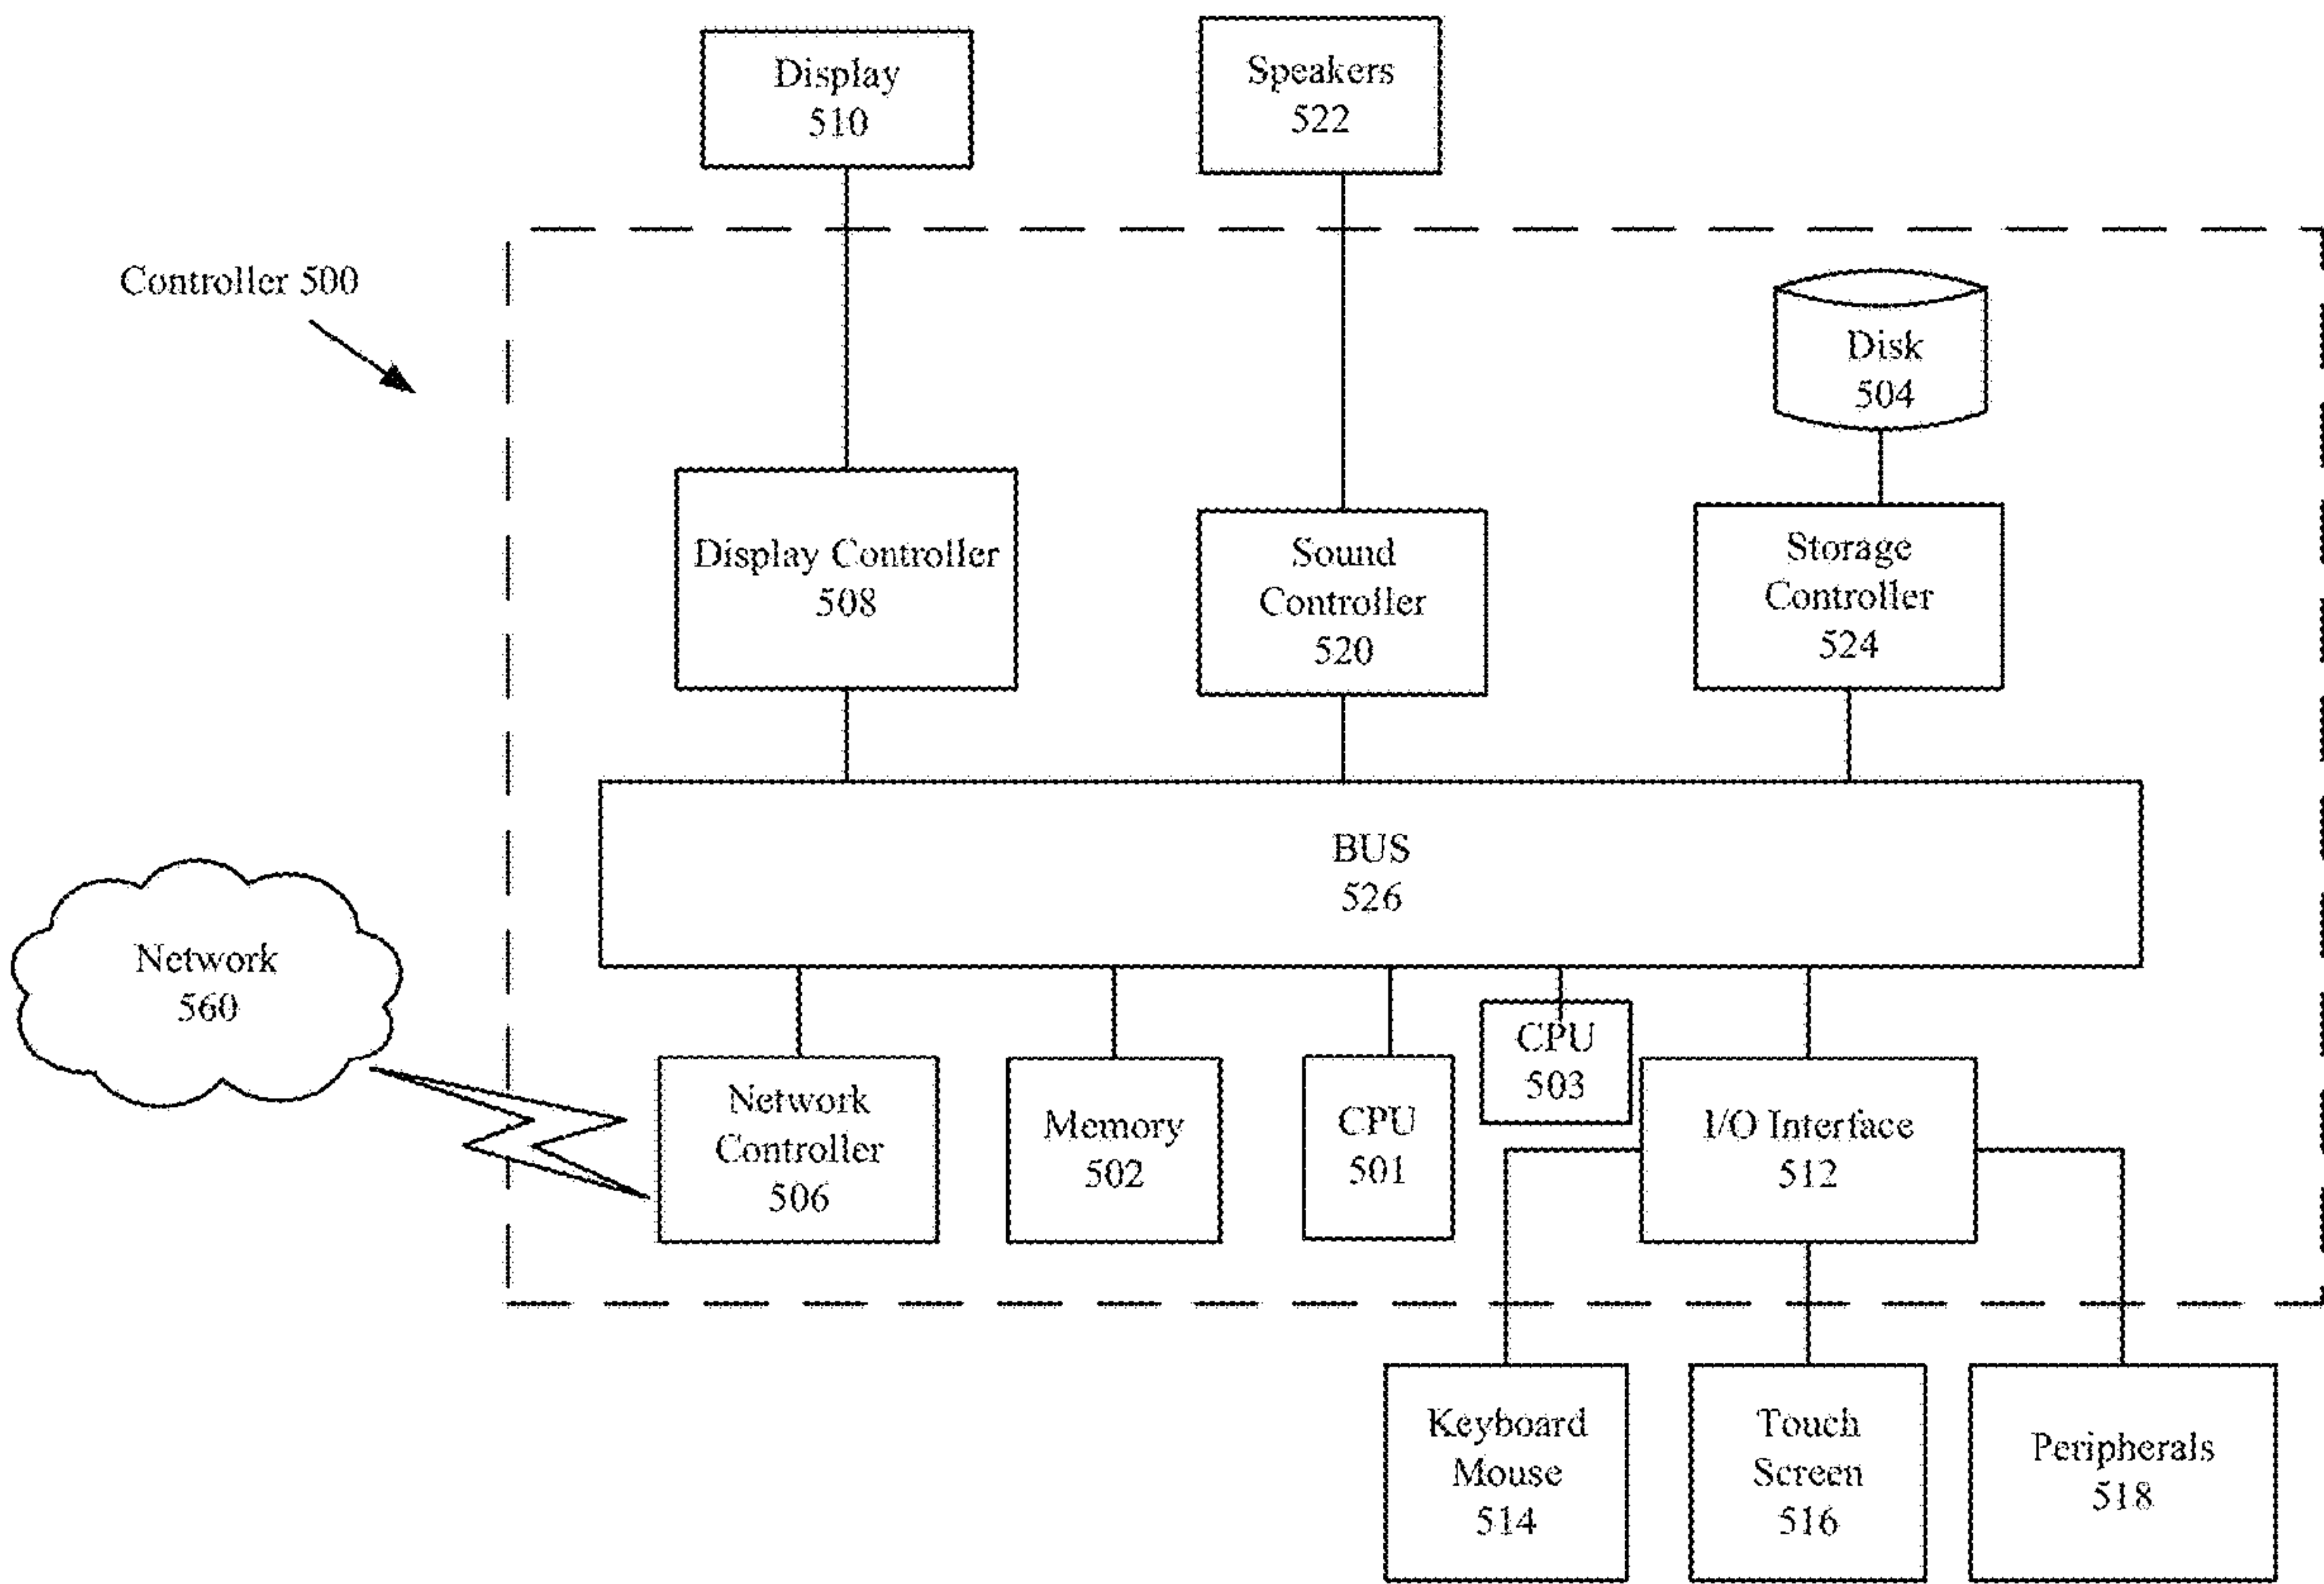 Display
510
Speakers
522
Controller 500
Disk
504
Display Controller
508
Sound
Controller
520
Storage
Controller
524
BUS
526
Network
560
Network
Controller
506
Memory
502
CPU
501
CPU
503
I/O Interface
512
Keyboard
Mouse
514
Touch
Screen
516
Peripherals
518